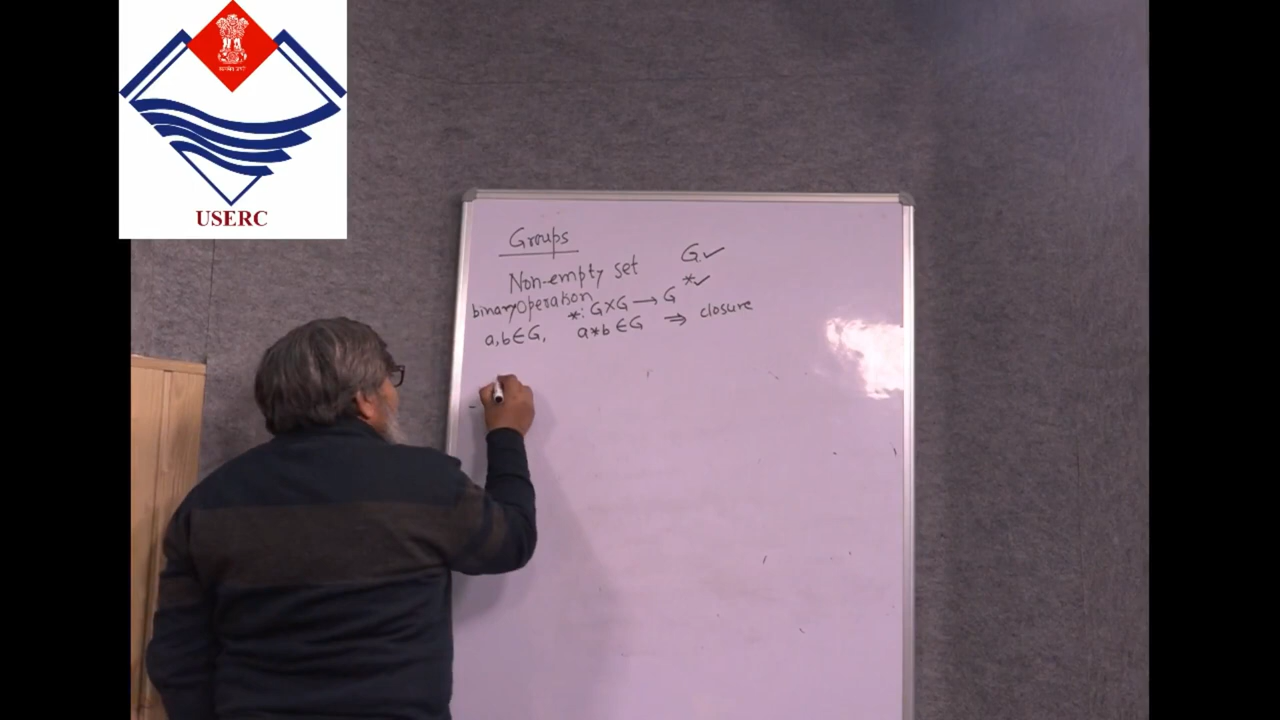 USERC
Groups
Non-empty set G ✓
binary Operation * ✓
*: G×G → G
a,b ∈ G, a*b ∈ G ⇒ closure